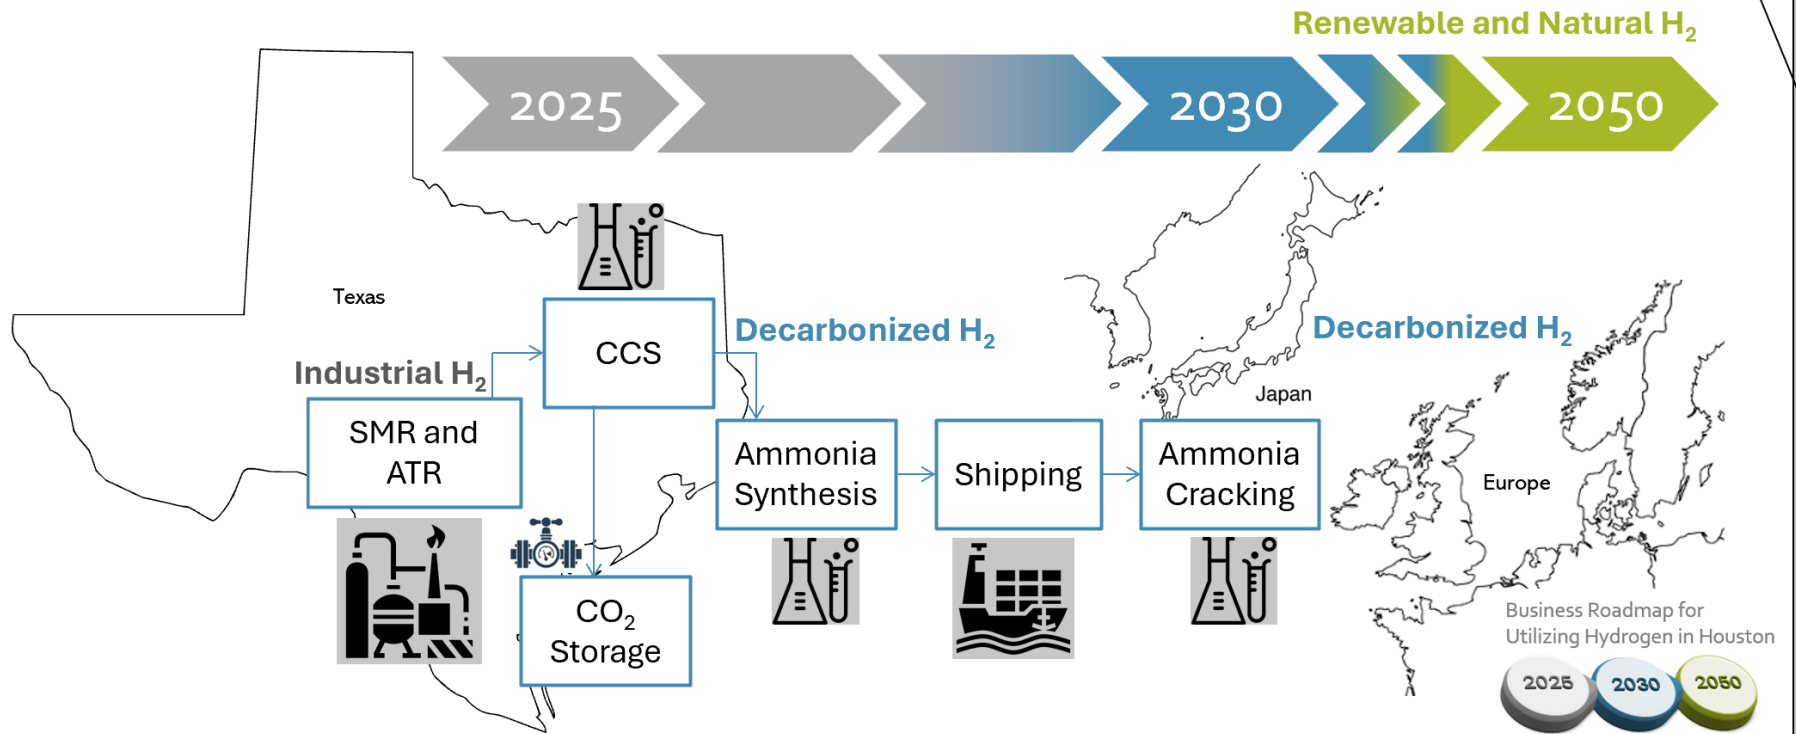 Renewable and Natural H₂
2025
2030
2050
Texas
Industrial H₂
SMR and
ATR
CCS
Decarbonized H₂
CO₂
Storage
Ammonia
Synthesis
Shipping
Ammonia
Cracking
Japan
Decarbonized H₂
Europe
Business Roadmap for
Utilizing Hydrogen in Houston
2025
2030
2050